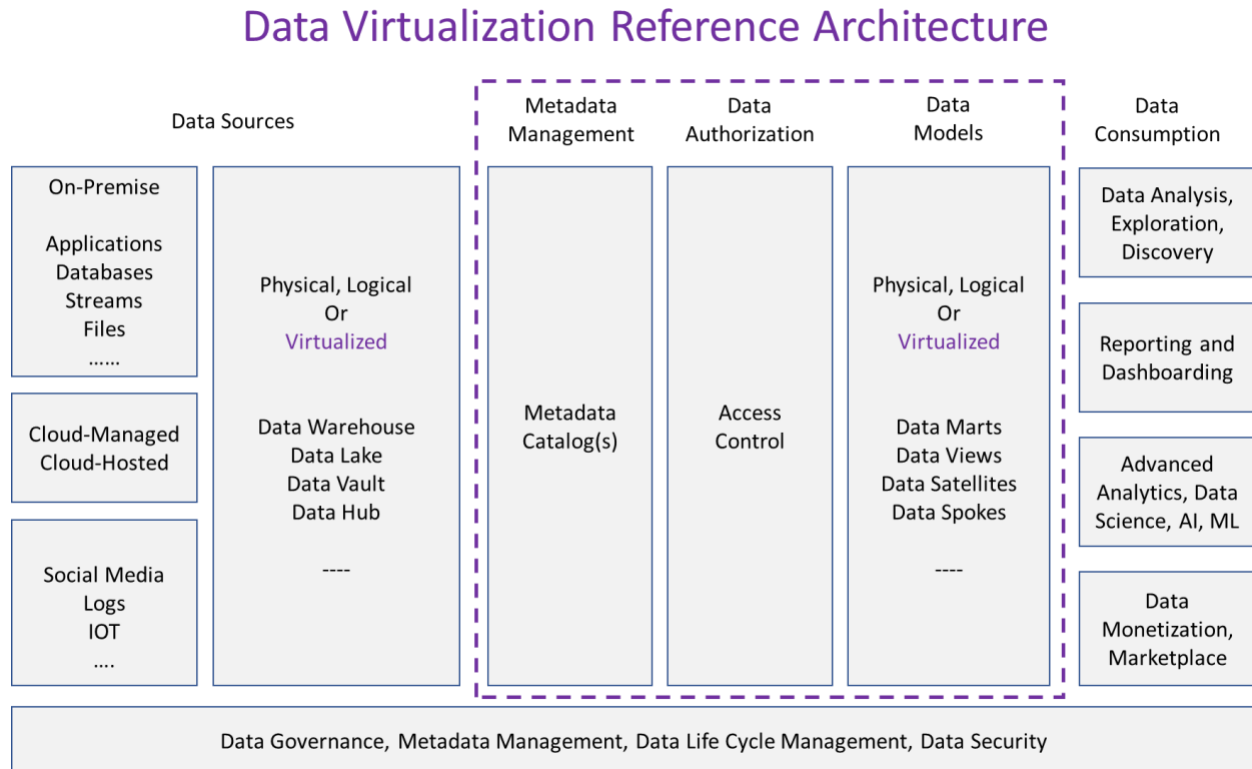 Data Virtualization Reference Architecture
Data Sources
Metadata
Management
Data
Authorization
Data
Models
Data
Consumption
On-Premise
Applications
Databases
Streams
Files
......
Cloud-Managed
Cloud-Hosted
Social Media
Logs
IOT
....
Physical, Logical
Or
Virtualized
Data Warehouse
Data Lake
Data Vault
Data Hub
----
Metadata
Catalog(s)
Access
Control
Physical, Logical
Or
Virtualized
Data Marts
Data Views
Data Satellites
Data Spokes
----
Data Analysis,
Exploration,
Discovery
Reporting and
Dashboarding
Advanced
Analytics, Data
Science, AI, ML
Data
Monetization,
Marketplace
Data Governance, Metadata Management, Data Life Cycle Management, Data Security